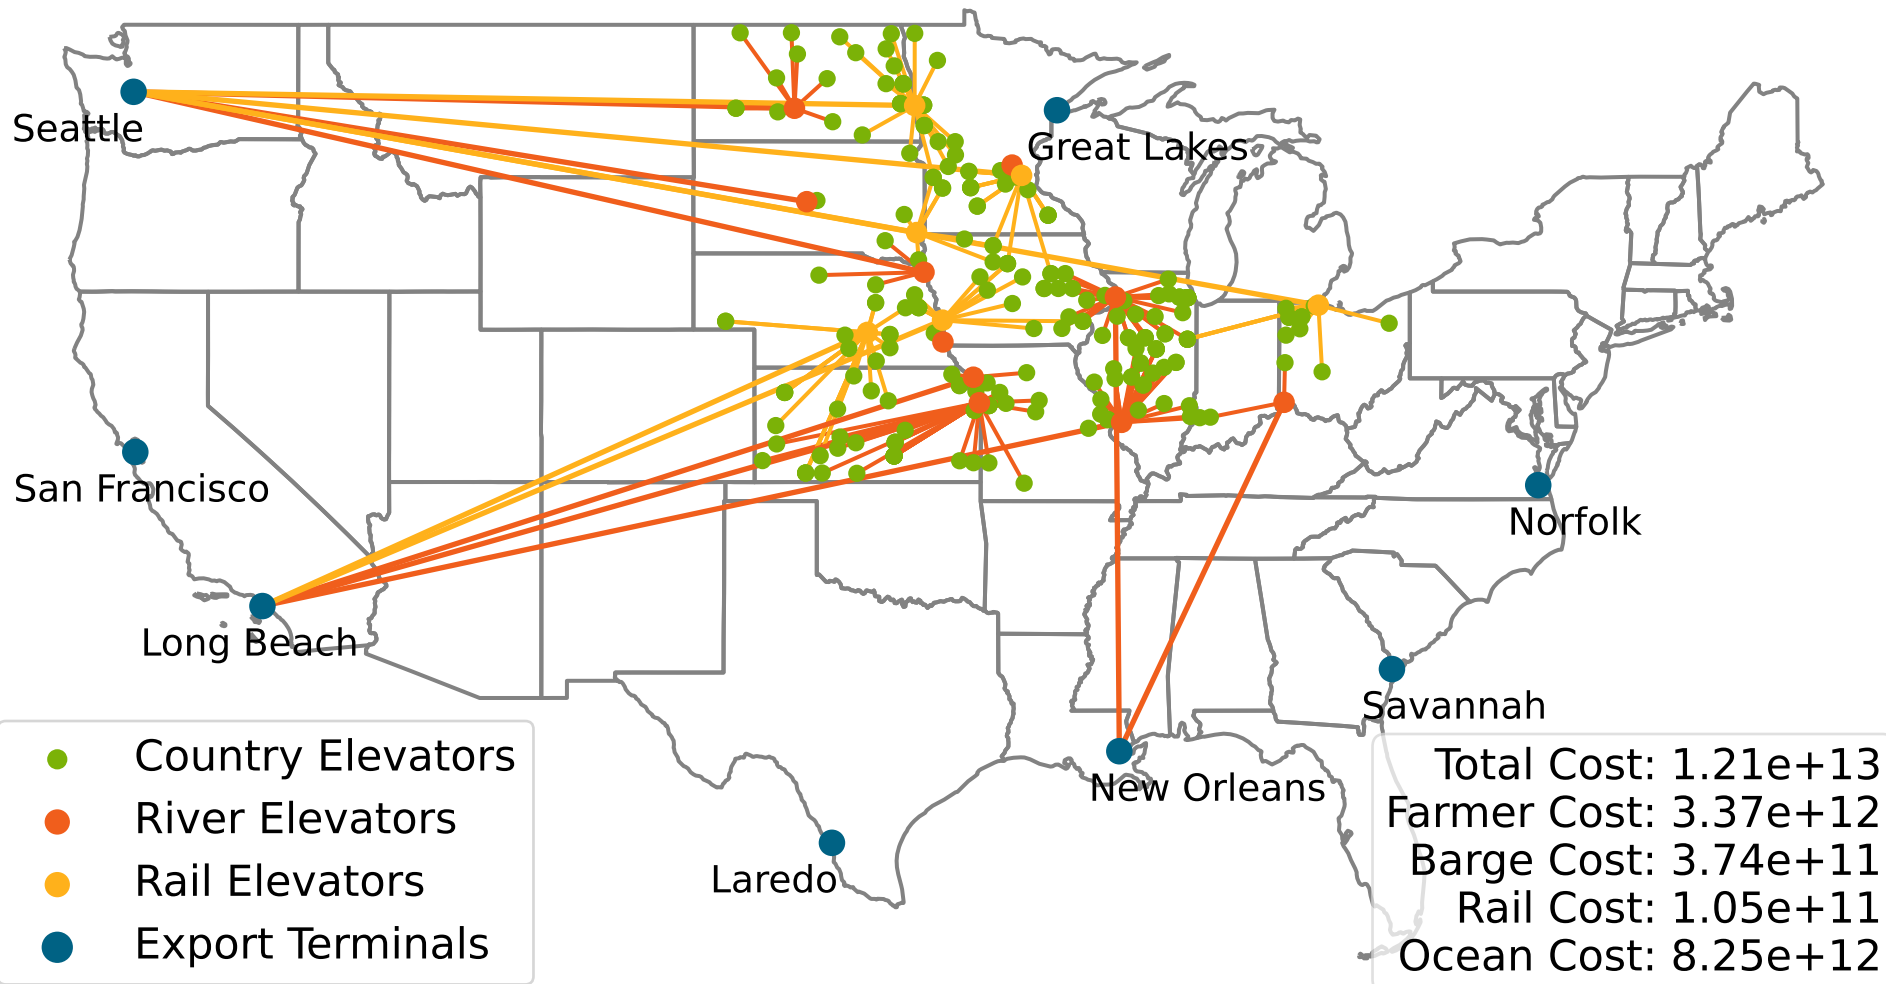 Seattle
Great Lakes
San Francisco
Norfolk
Long Beach
Savannah
New Orleans
Laredo
Country Elevators
River Elevators
Rail Elevators
Export Terminals
Total Cost: 1.21e+13
Farmer Cost: 3.37e+12
Barge Cost: 3.74e+11
Rail Cost: 1.05e+11
Ocean Cost: 8.25e+12